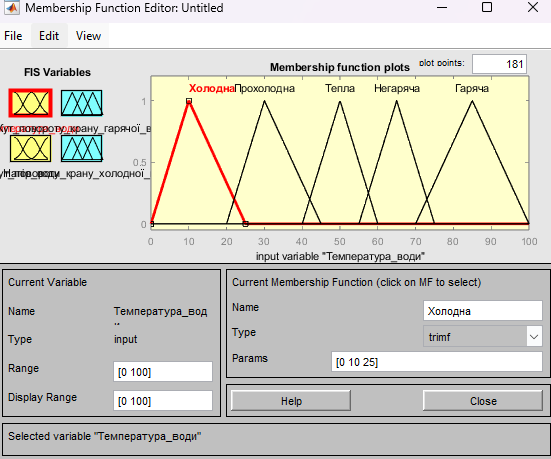 Membership Function Editor: Untitled
File Edit View
FIS Variables
Membership function plots
plot points: 181
Холодна Прохолодна Тепла Негаряча Гаряча
1
0.5
0
0 10 20 30 40 50 60 70 80 90 100
input variable "Температура_води"
Current Variable
Name Температура_вод
Type input
Range [0 100]
Display Range [0 100]
Current Membership Function (click on MF to select)
Name Холодна
Type trimf
Params [0 10 25]
Help Close
Selected variable "Температура_води"